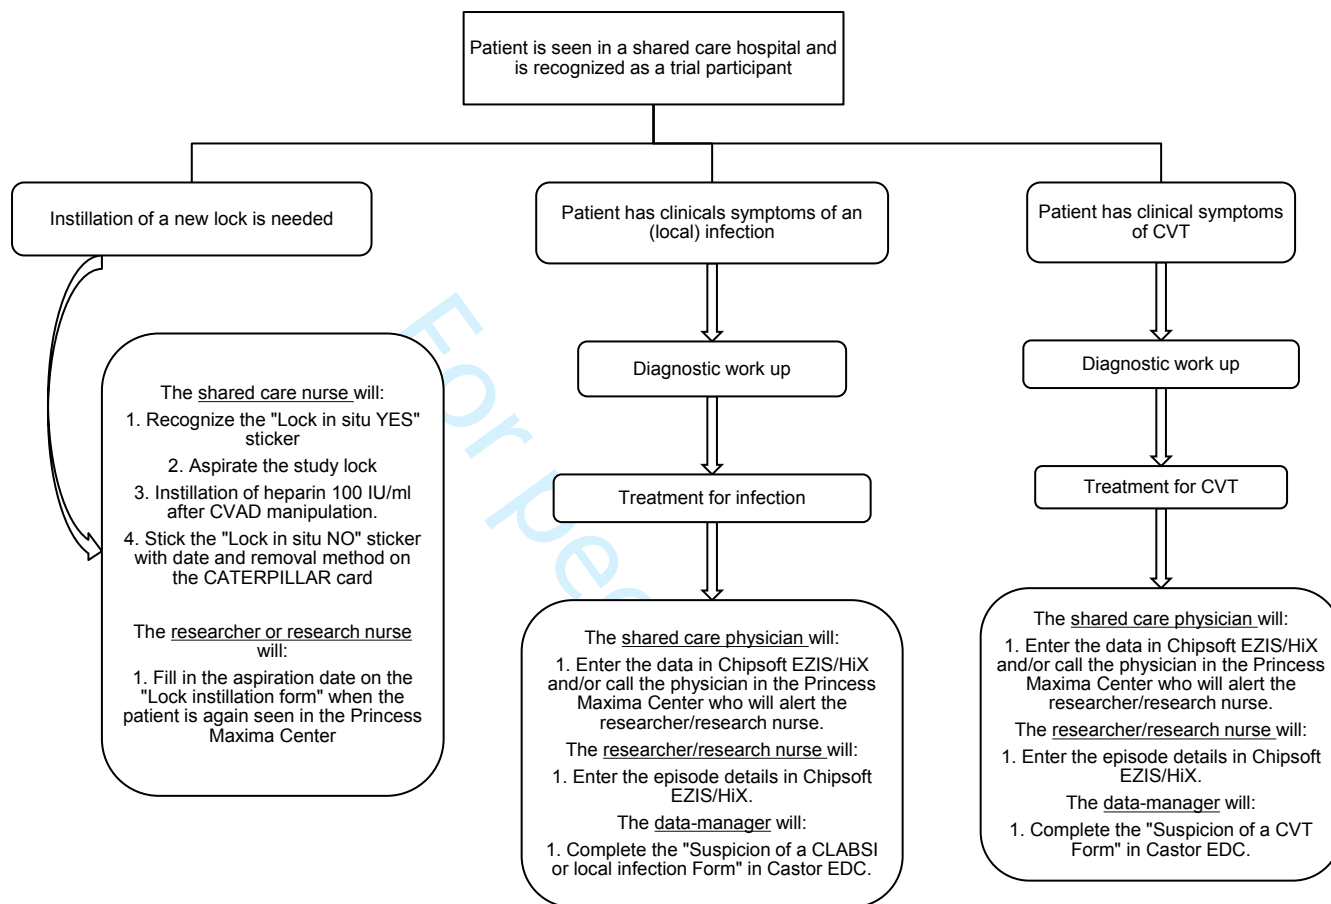 Patient is seen in a shared care hospital and
is recognized as a trial participant
Instillation of a new lock is needed
The shared care nurse will:
1. Recognize the "Lock in situ YES"
sticker
2. Aspirate the study lock
3. Instillation of heparin 100 IU/ml
after CVAD manipulation.
4. Stick the "Lock in situ NO" sticker
with date and removal method on
the CATERPILLAR card
The researcher or research nurse
will:
1. Fill in the aspiration date on the
"Lock instillation form" when the
patient is again seen in the Princess
Maxima Center
Patient has clinicals symptoms of an
(local) infection
Diagnostic work up
Treatment for infection
The shared care physician will:
1. Enter the data in Chipsoft EZIS/HiX
and/or call the physician in the Princess
Maxima Center who will alert the
researcher/research nurse.
The researcher/research nurse will:
1. Enter the episode details in Chipsoft
EZIS/HiX.
The data-manager will:
1. Complete the "Suspicion of a CLABSI
or local infection Form" in Castor EDC.
Patient has clinical symptoms
of CVT
Diagnostic work up
Treatment for CVT
The shared care physician will:
1. Enter the data in Chipsoft EZIS/HiX
and/or call the physician in the Princess
Maxima Center who will alert the
researcher/research nurse.
The researcher/research nurse will:
1. Enter the episode details in Chipsoft
EZIS/HiX.
The data-manager will:
1. Complete the "Suspicion of a CVT
Form" in Castor EDC.
For